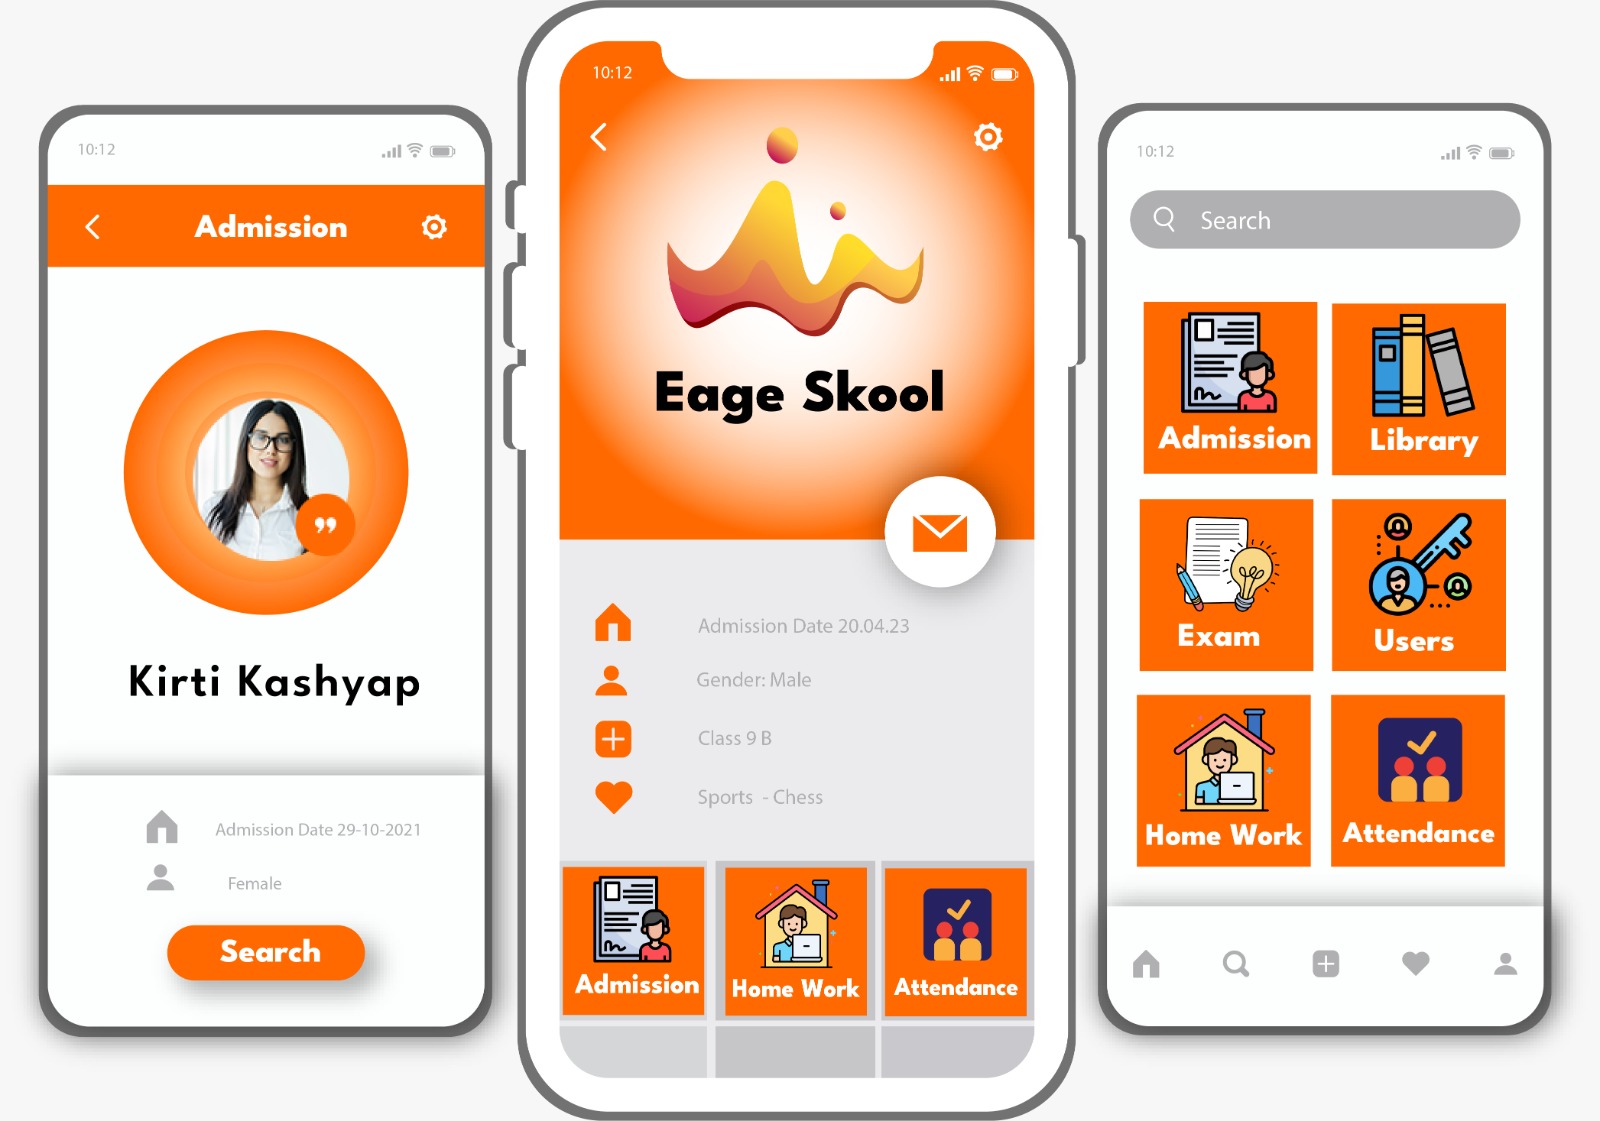 10:12
Admission
Kirti Kashyap
Admission Date 29-10-2021
Female
Search
10:12
Eage Skool
Admission Date 20.04.23
Gender: Male
Class 9 B
Sports - Chess
Admission
Home Work
Attendance
10:12
Search
Admission
Library
Exam
Users
Home Work
Attendance